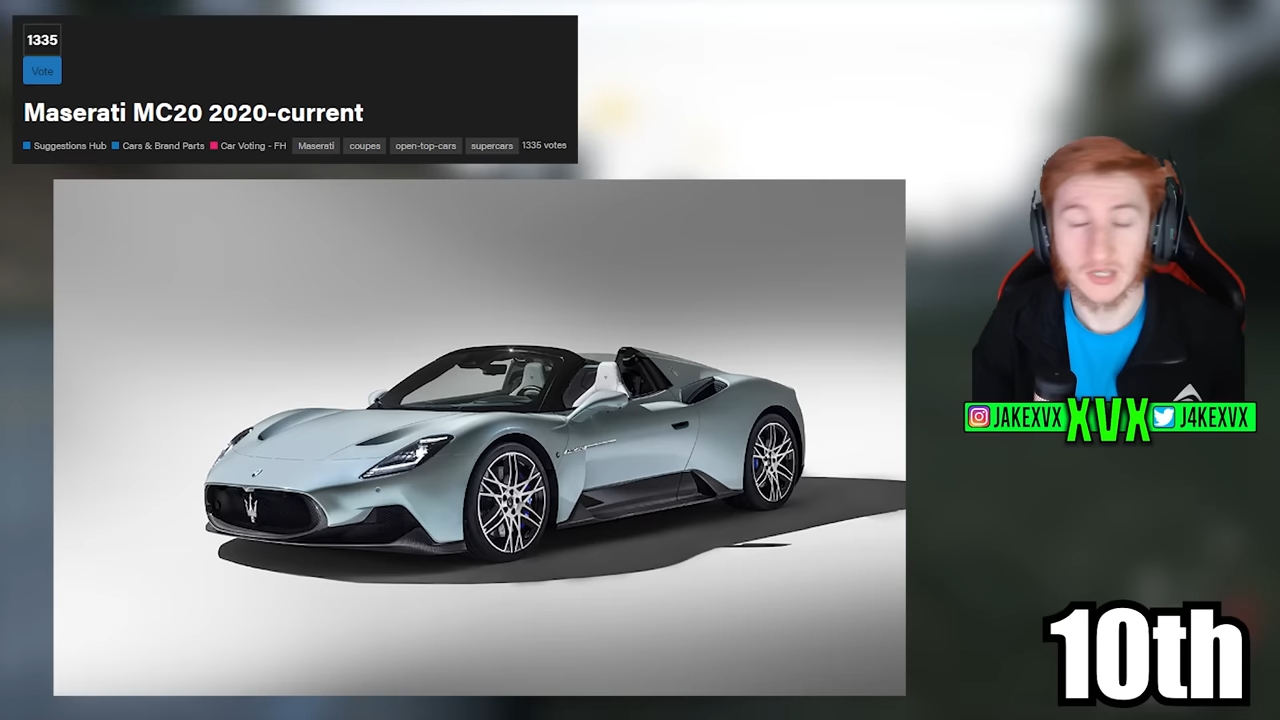 1335
Vote
Maserati MC20 2020-current
Suggestions Hub Cars & Brand Parts Car Voting - FH Maserati coupes open-top-cars supercars 1335 votes
JAKEXVX XVX J4KEXVX
10th